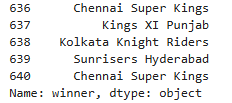 636 Chennai Super Kings
637 Kings XI Punjab
638 Kolkata Knight Riders
639 Sunrisers Hyderabad
640 Chennai Super Kings
Name: winner, dtype: object